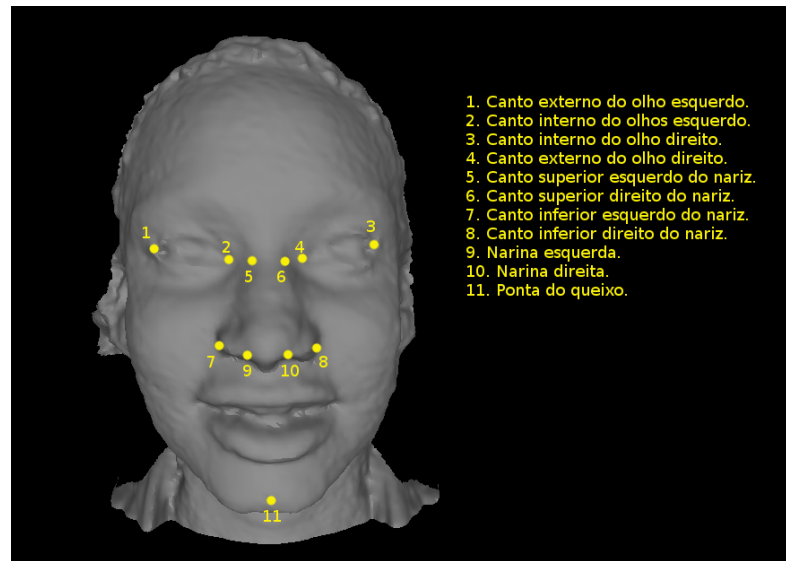 1. Canto externo do olho esquerdo.
2. Canto interno do olhos esquerdo.
3. Canto interno do olho direito.
4. Canto externo do olho direito.
5. Canto superior esquerdo do nariz.
6. Canto superior direito do nariz.
7. Canto inferior esquerdo do nariz.
8. Canto inferior direito do nariz.
9. Narina esquerda.
10. Narina direita.
11. Ponta do queixo.
1
2
5
6
4
3
7
9
10
8
11